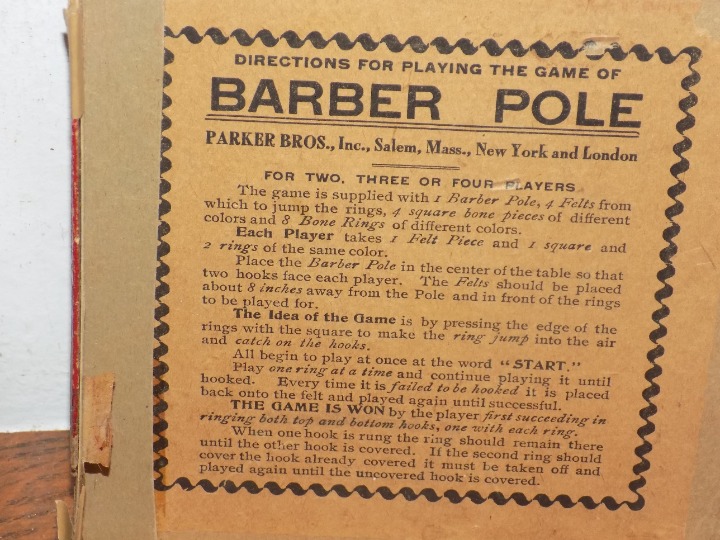 DIRECTIONS FOR PLAYING THE GAME OF
BARBER POLE
PARKER BROS., Inc., Salem, Mass., New York and London
FOR TWO, THREE OR FOUR PLAYERS
The game is supplied with 1 Barber Pole, 4 Felts from
which to jump the rings, 4 square bone pieces of different
colors and 8 Bone Rings of different colors.
Each Player takes 1 Felt Piece and 1 square and
2 rings of the same color.
Place the Barber Pole in the center of the table so that
two hooks face each player. The Felts should be placed
about 8 inches away from the Pole and in front of the rings
to be played for.
The Idea of the Game is by pressing the edge of the
rings with the square to make the ring jump into the air
and catch on the hooks.
All begin to play at once at the word "START."
Play one ring at a time and continue playing it until
hooked. Every time it is failed to be hooked it is placed
back onto the felt and played again until successful.
THE GAME IS WON by the player first succeeding in
ringing both top and bottom hooks, one with each ring.
When one hook is rung the ring should remain there
until the other hook is covered. If the second ring should
cover the hook already covered it must be taken off and
played again until the uncovered hook is covered.